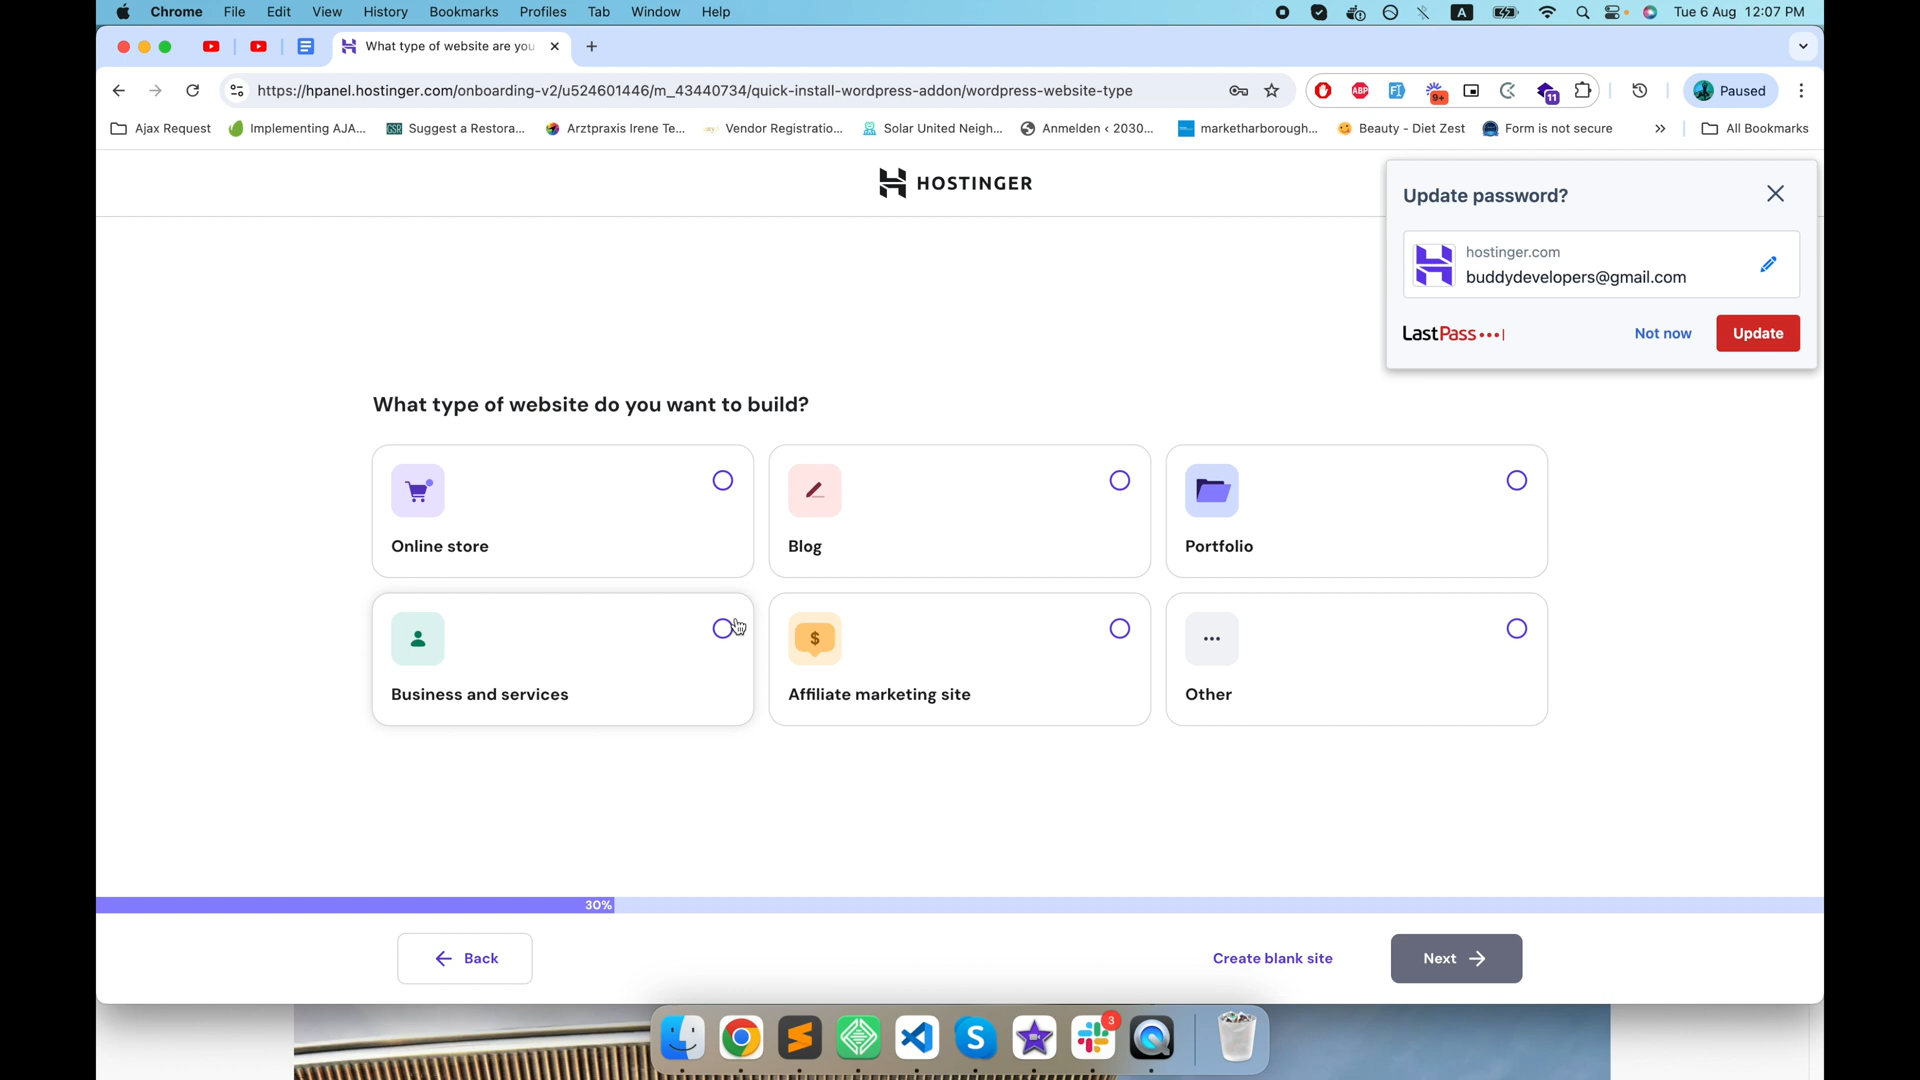 Chrome File Edit View History Bookmarks Profiles Tab Window Help
A
Tue 6 Aug 12:07 PM
What type of website are you
https://hpanel.hostinger.com/onboarding-v2/u524601446/m_43440734/quick-install-wordpress-addon/wordpress-website-type
ABP
9+
11
Paused
Ajax Request
Implementing AJA...
GSR
Suggest a Restora...
Arztpraxis Irene Te...
Vendor Registratio...
Solar United Neigh...
Anmelden ‹ 2030...
marketharborough...
Beauty - Diet Zest
Form is not secure
»
All Bookmarks
HOSTINGER
Update password?
hostinger.com
buddydevelopers@gmail.com
LastPass •••|
Not now
Update
What type of website do you want to build?
Online store
Blog
Portfolio
$
Business and services
Affiliate marketing site
Other
30%
Back
Create blank site
Next
S
3